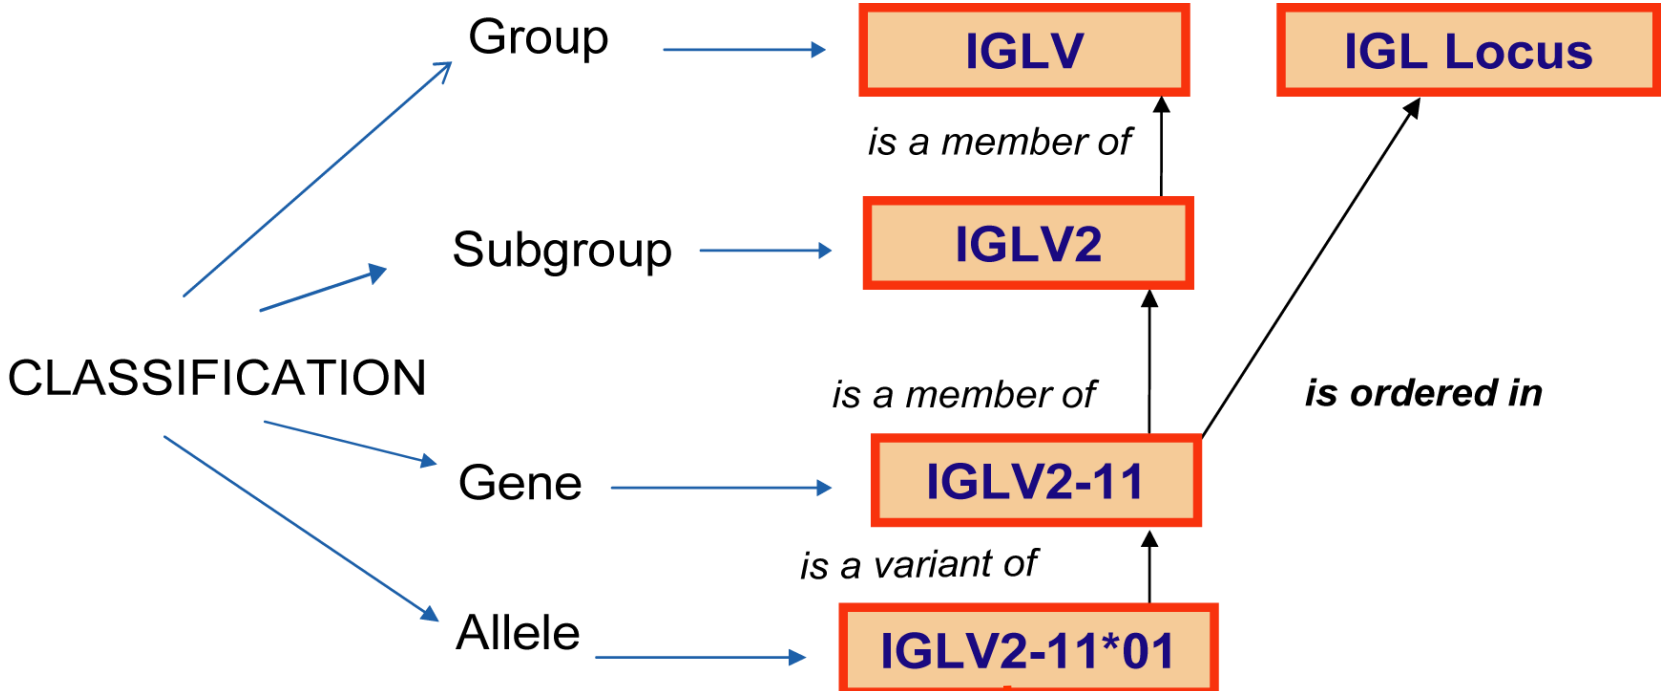 Group
IGLV
IGL Locus
is a member of
Subgroup
IGLV2
CLASSIFICATION
is a member of
is ordered in
Gene
IGLV2-11
is a variant of
Allele
IGLV2-11*01